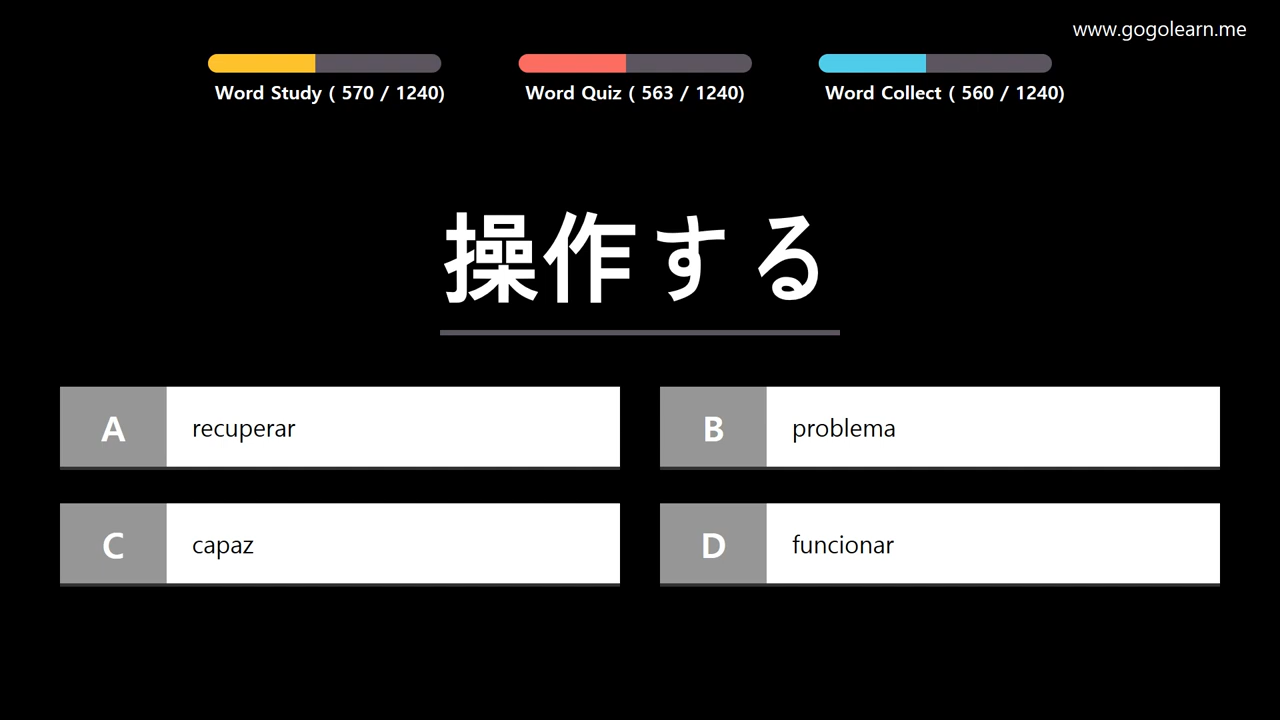 www.gogolearn.me
Word Study ( 570 / 1240)
Word Quiz ( 563 / 1240)
Word Collect ( 560 / 1240)
操作する
A recuperar
B problema
C capaz
D funcionar